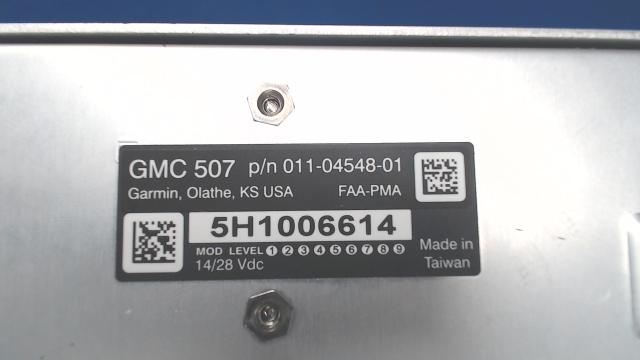 GMC 507 p/n 011-04548-01
Garmin, Olathe, KS USA FAA-PMA
5H1006614
MOD LEVEL 1 2 3 4 5 6 7 8 9
14/28 Vdc
Made in
Taiwan